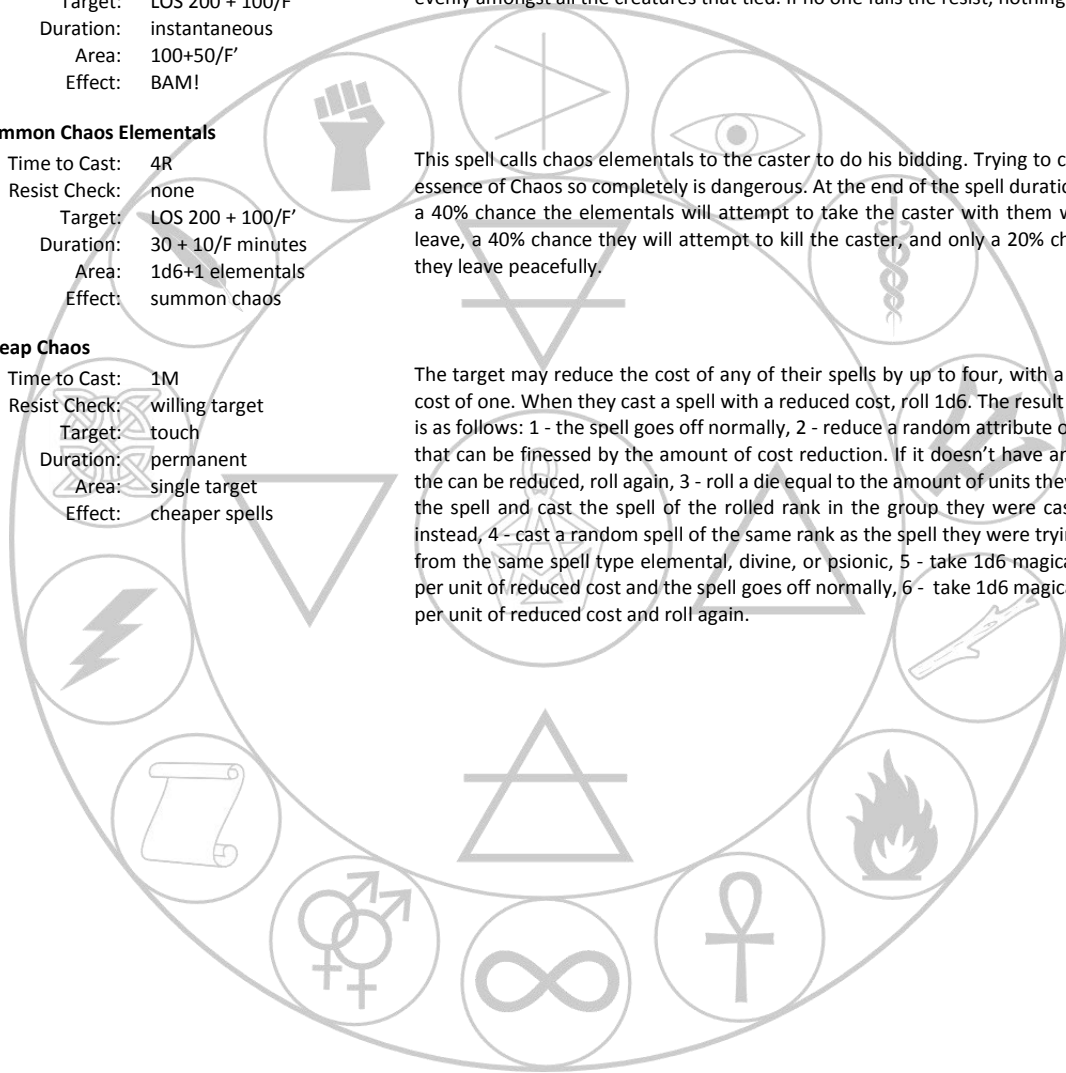 Target: LOS 200 + 100/F'
Duration: instantaneous
Area: 100+50/F’
Effect: BAM!
evenly amongst all the creatures that tied. If no one fails the resist, nothing
mmon Chaos Elementals
Time to Cast: 4R
Resist Check: none
Target: LOS 200 + 100/F’
Duration: 30 + 10/F minutes
Area: 1d6+1 elementals
Effect: summon chaos
This spell calls chaos elementals to the caster to do his bidding. Trying to c
essence of Chaos so completely is dangerous. At the end of the spell duratio
a 40% chance the elementals will attempt to take the caster with them w
leave, a 40% chance they will attempt to kill the caster, and only a 20% ch
they leave peacefully.
eap Chaos
Time to Cast: 1M
Resist Check: willing target
Target: touch
Duration: permanent
Area: single target
Effect: cheaper spells
The target may reduce the cost of any of their spells by up to four, with a
cost of one. When they cast a spell with a reduced cost, roll 1d6. The result
is as follows: 1 - the spell goes off normally, 2 - reduce a random attribute o
that can be finessed by the amount of cost reduction. If it doesn’t have an
the can be reduced, roll again, 3 - roll a die equal to the amount of units they
the spell and cast the spell of the rolled rank in the group they were cas
instead, 4 - cast a random spell of the same rank as the spell they were tryin
from the same spell type elemental, divine, or psionic, 5 - take 1d6 magica
per unit of reduced cost and the spell goes off normally, 6 - take 1d6 magica
per unit of reduced cost and roll again.